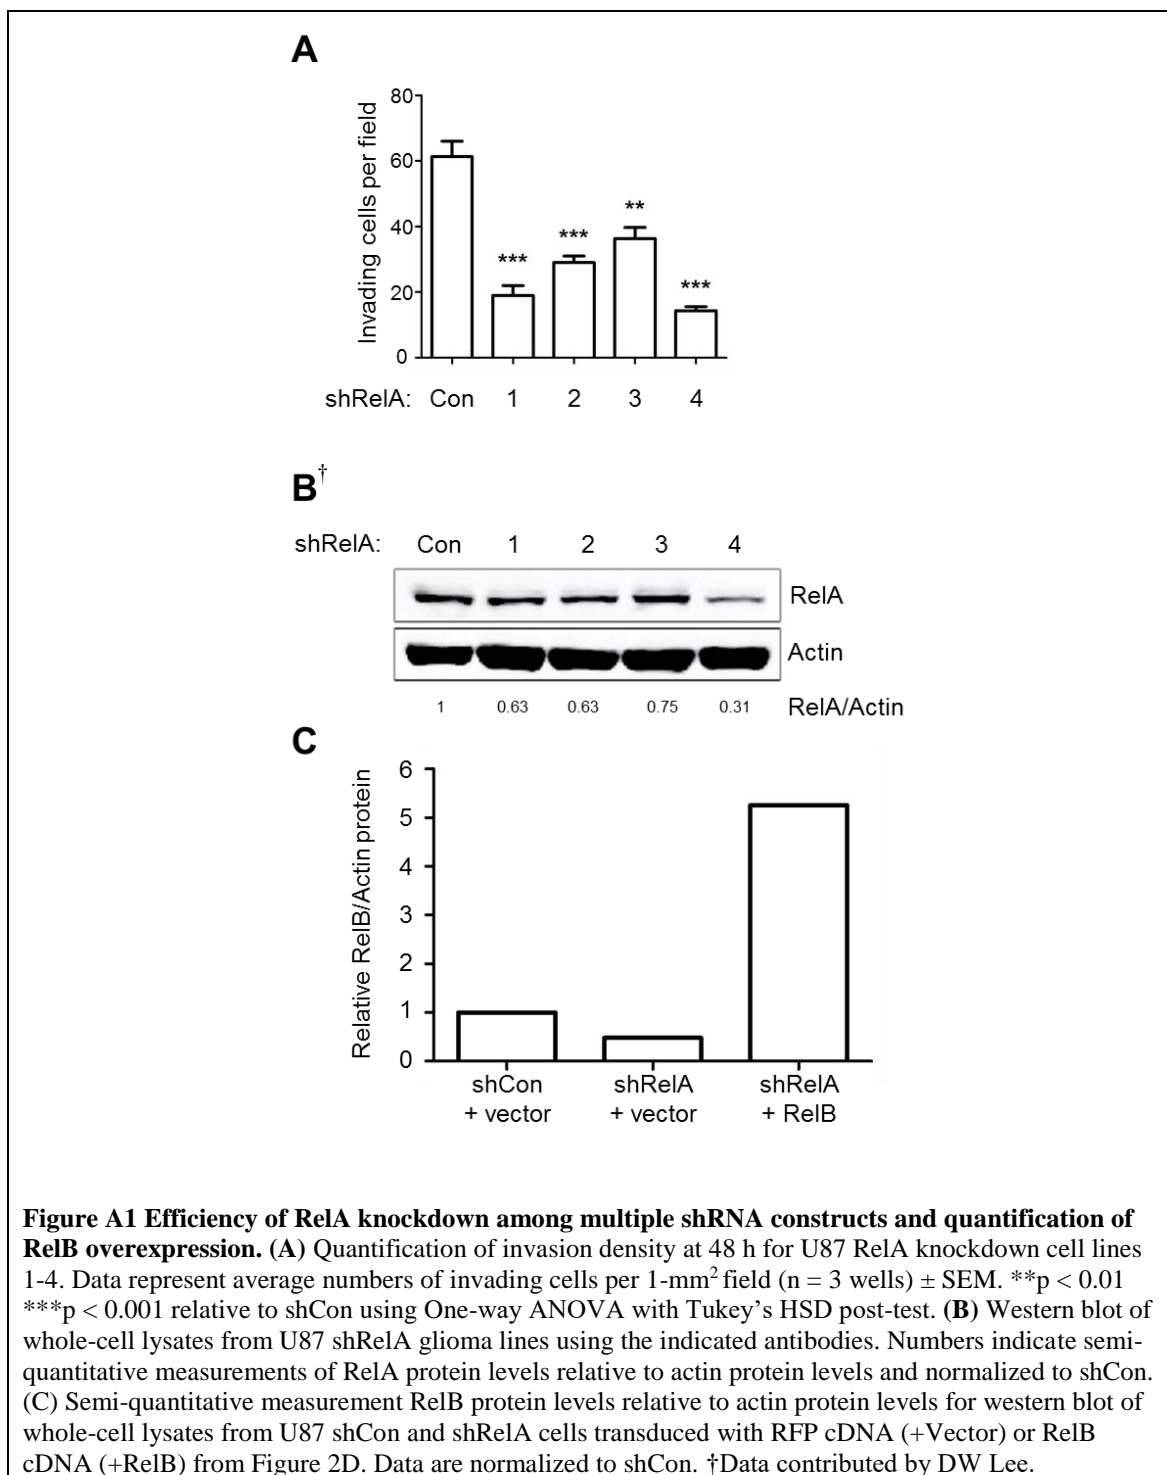 A
Invading cells per field
80
60
40
20
0
***
***
**
***
shRelA: Con 1 2 3 4
B†
shRelA: Con 1 2 3 4
RelA
Actin
1 0.63 0.63 0.75 0.31 RelA/Actin
C
Relative RelB/Actin protein
6
5
4
3
2
1
0
shCon shRelA shRelA
+ vector + vector + RelB
Figure A1 Efficiency of RelA knockdown among multiple shRNA constructs and quantification of
RelB overexpression. (A) Quantification of invasion density at 48 h for U87 RelA knockdown cell lines
1-4. Data represent average numbers of invading cells per 1-mm² field (n = 3 wells) ± SEM. **p < 0.01
***p < 0.001 relative to shCon using One-way ANOVA with Tukey’s HSD post-test. (B) Western blot of
whole-cell lysates from U87 shRelA glioma lines using the indicated antibodies. Numbers indicate semi-
quantitative measurements of RelA protein levels relative to actin protein levels and normalized to shCon.
(C) Semi-quantitative measurement RelB protein levels relative to actin protein levels for western blot of
whole-cell lysates from U87 shCon and shRelA cells transduced with RFP cDNA (+Vector) or RelB
cDNA (+RelB) from Figure 2D. Data are normalized to shCon. †Data contributed by DW Lee.